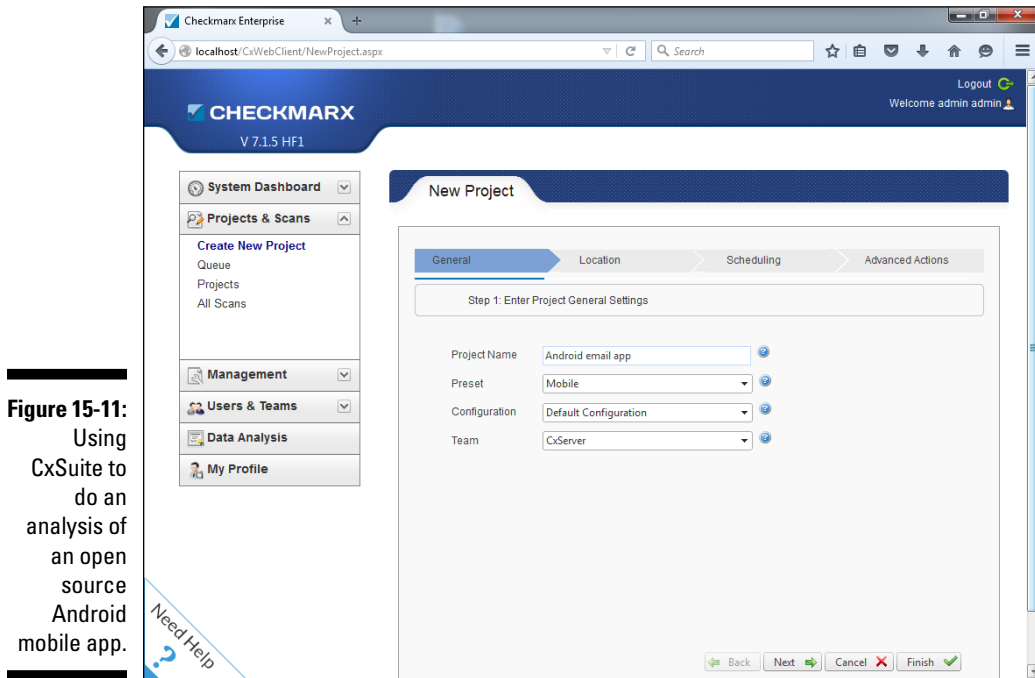 Checkmarx Enterprise
localhost/CxWebClient/NewProject.aspx
Search
Logout
Welcome admin admin
CHECKMARX
V 7.1.5 HF1
System Dashboard
Projects & Scans
Create New Project
Queue
Projects
All Scans
Management
Users & Teams
Data Analysis
My Profile
New Project
General
Location
Scheduling
Advanced Actions
Step 1: Enter Project General Settings
Project Name
Android email app
Preset
Mobile
Configuration
Default Configuration
Team
CxServer
Need Help
?
Back
Next
Cancel
Finish
Figure 15-11:
Using
CxSuite to
do an
analysis of
an open
source
Android
mobile app.